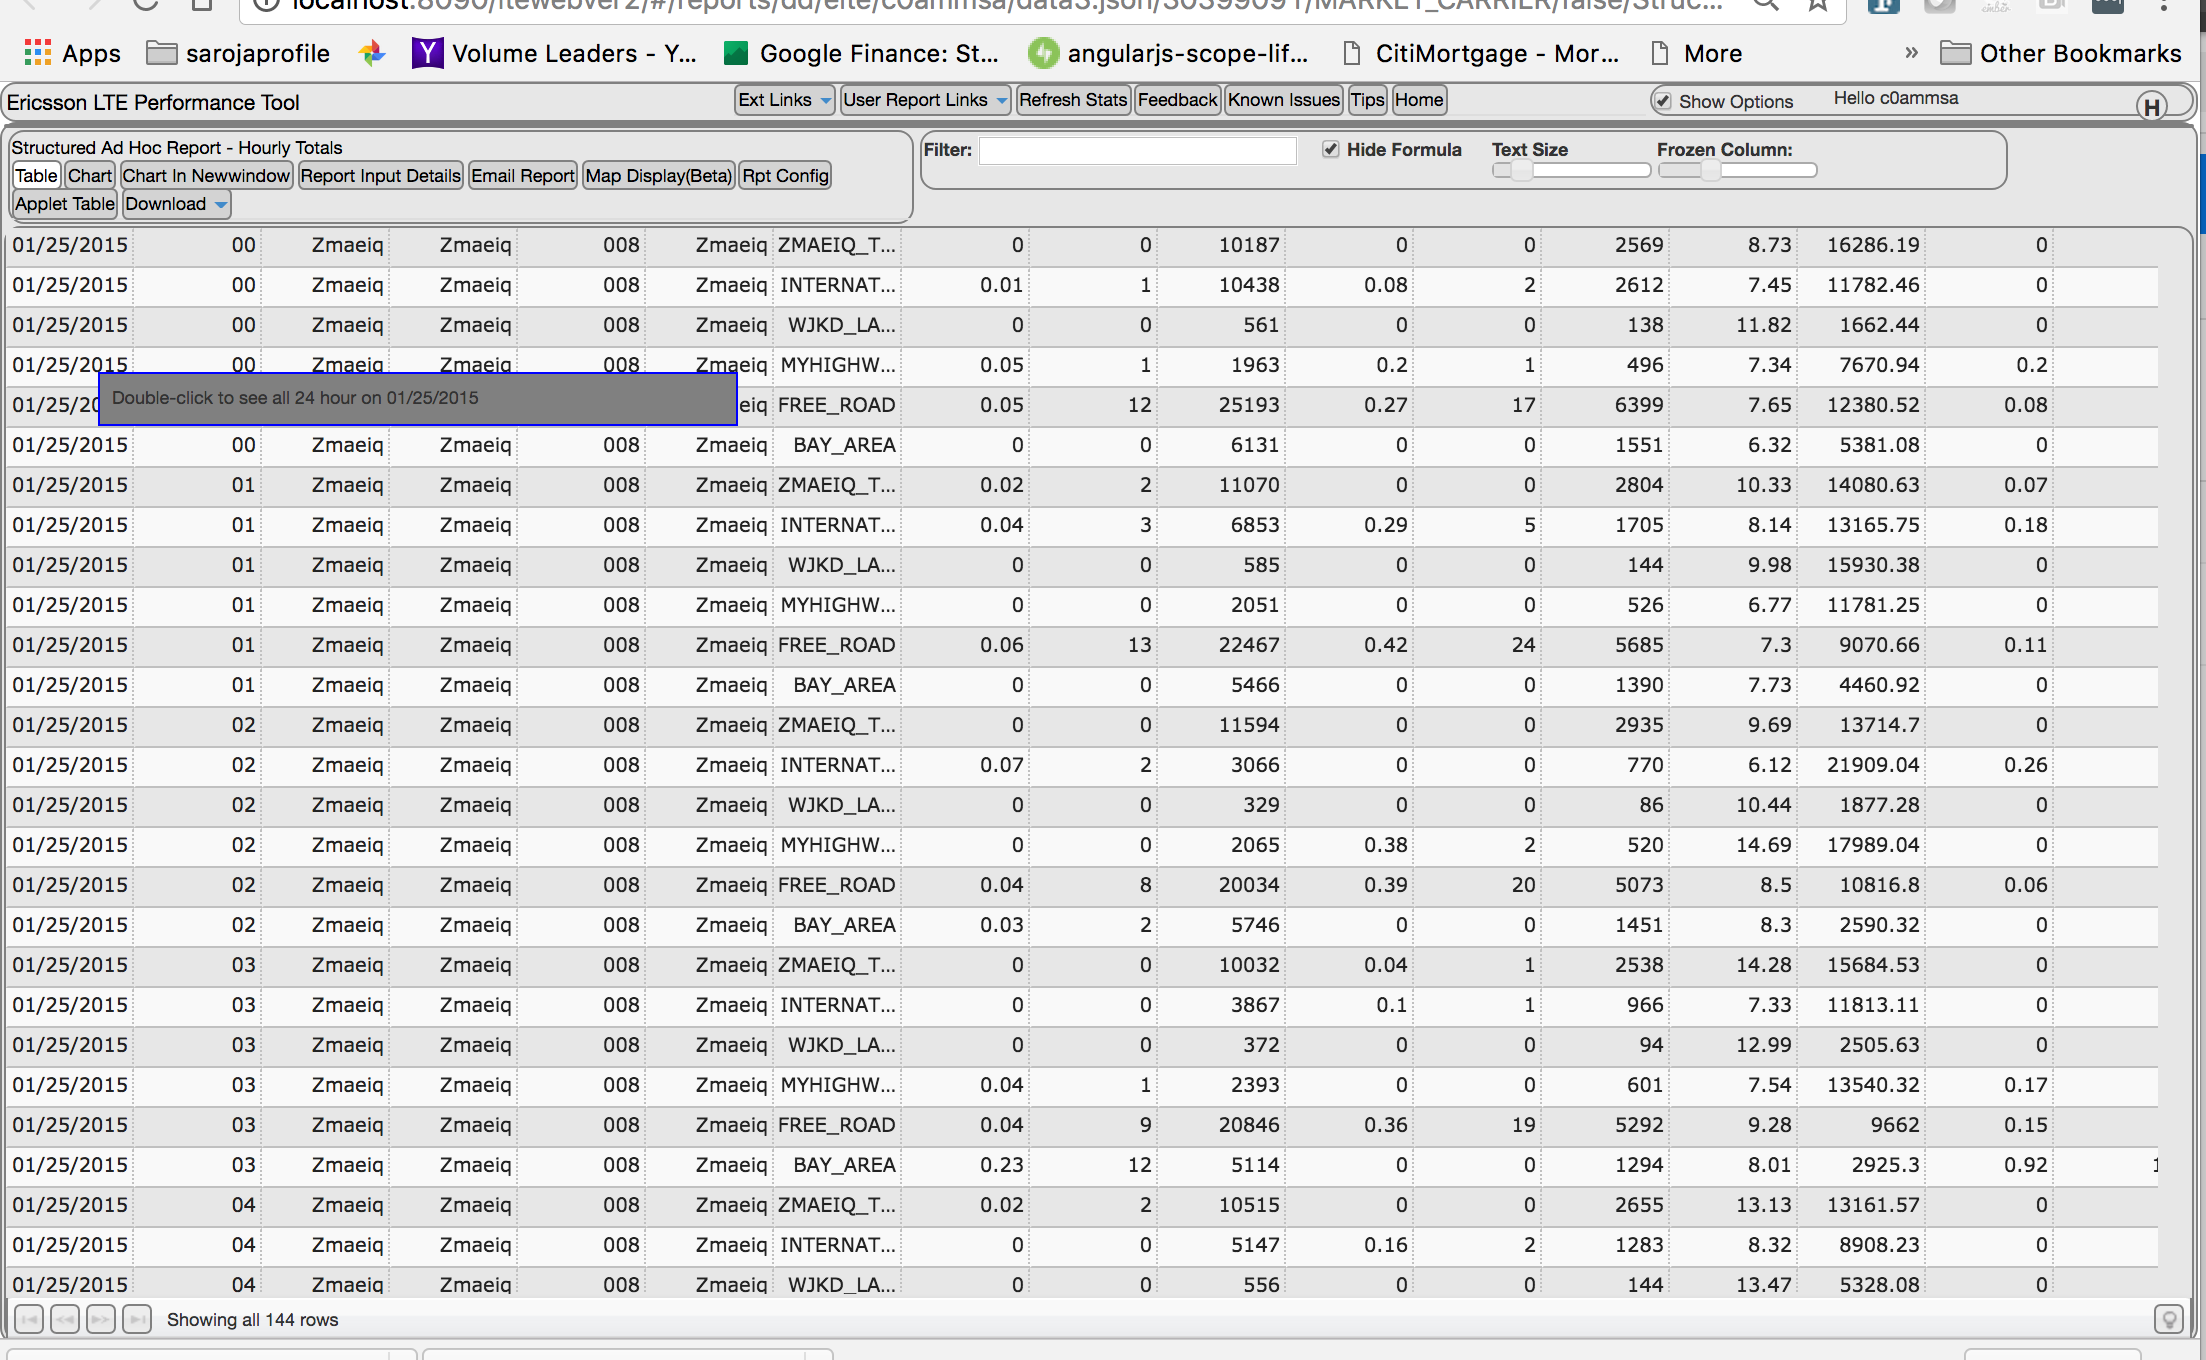 localhost:8090/ltewebver2/#/reports/dd/elte/c0ammsa/data3.json/30399091/MARKET_CARRIER/false/Struc...
Apps sarojaprofile Volume Leaders - Y... Google Finance: St... angularjs-scope-lif... CitiMortgage - Mor... More » Other Bookmarks
Ericsson LTE Performance Tool Ext Links User Report Links Refresh Stats Feedback Known Issues Tips Home Show Options Hello c0ammsa H
Structured Ad Hoc Report - Hourly Totals Filter: Hide Formula Text Size Frozen Column:
Table Chart Chart In Newwindow Report Input Details Email Report Map Display(Beta) Rpt Config
Applet Table Download
01/25/2015 00 Zmaeiq Zmaeiq 008 Zmaeiq ZMAEIQ_T... 0 0 10187 0 0 2569 8.73 16286.19 0
01/25/2015 00 Zmaeiq Zmaeiq 008 Zmaeiq INTERNAT... 0.01 1 10438 0.08 2 2612 7.45 11782.46 0
01/25/2015 00 Zmaeiq Zmaeiq 008 Zmaeiq WJKD_LA... 0 0 561 0 0 138 11.82 1662.44 0
01/25/2015 00 Zmaeiq Zmaeiq 008 Zmaeiq MYHIGHW... 0.05 1 1963 0.2 1 496 7.34 7670.94 0.2
01/25/20 Double-click to see all 24 hour on 01/25/2015 eiq FREE_ROAD 0.05 12 25193 0.27 17 6399 7.65 12380.52 0.08
01/25/2015 00 Zmaeiq Zmaeiq 008 Zmaeiq BAY_AREA 0 0 6131 0 0 1551 6.32 5381.08 0
01/25/2015 01 Zmaeiq Zmaeiq 008 Zmaeiq ZMAEIQ_T... 0.02 2 11070 0 0 2804 10.33 14080.63 0.07
01/25/2015 01 Zmaeiq Zmaeiq 008 Zmaeiq INTERNAT... 0.04 3 6853 0.29 5 1705 8.14 13165.75 0.18
01/25/2015 01 Zmaeiq Zmaeiq 008 Zmaeiq WJKD_LA... 0 0 585 0 0 144 9.98 15930.38 0
01/25/2015 01 Zmaeiq Zmaeiq 008 Zmaeiq MYHIGHW... 0 0 2051 0 0 526 6.77 11781.25 0
01/25/2015 01 Zmaeiq Zmaeiq 008 Zmaeiq FREE_ROAD 0.06 13 22467 0.42 24 5685 7.3 9070.66 0.11
01/25/2015 01 Zmaeiq Zmaeiq 008 Zmaeiq BAY_AREA 0 0 5466 0 0 1390 7.73 4460.92 0
01/25/2015 02 Zmaeiq Zmaeiq 008 Zmaeiq ZMAEIQ_T... 0 0 11594 0 0 2935 9.69 13714.7 0
01/25/2015 02 Zmaeiq Zmaeiq 008 Zmaeiq INTERNAT... 0.07 2 3066 0 0 770 6.12 21909.04 0.26
01/25/2015 02 Zmaeiq Zmaeiq 008 Zmaeiq WJKD_LA... 0 0 329 0 0 86 10.44 1877.28 0
01/25/2015 02 Zmaeiq Zmaeiq 008 Zmaeiq MYHIGHW... 0 0 2065 0.38 2 520 14.69 17989.04 0
01/25/2015 02 Zmaeiq Zmaeiq 008 Zmaeiq FREE_ROAD 0.04 8 20034 0.39 20 5073 8.5 10816.8 0.06
01/25/2015 02 Zmaeiq Zmaeiq 008 Zmaeiq BAY_AREA 0.03 2 5746 0 0 1451 8.3 2590.32 0
01/25/2015 03 Zmaeiq Zmaeiq 008 Zmaeiq ZMAEIQ_T... 0 0 10032 0.04 1 2538 14.28 15684.53 0
01/25/2015 03 Zmaeiq Zmaeiq 008 Zmaeiq INTERNAT... 0 0 3867 0.1 1 966 7.33 11813.11 0
01/25/2015 03 Zmaeiq Zmaeiq 008 Zmaeiq WJKD_LA... 0 0 372 0 0 94 12.99 2505.63 0
01/25/2015 03 Zmaeiq Zmaeiq 008 Zmaeiq MYHIGHW... 0.04 1 2393 0 0 601 7.54 13540.32 0.17
01/25/2015 03 Zmaeiq Zmaeiq 008 Zmaeiq FREE_ROAD 0.04 9 20846 0.36 19 5292 9.28 9662 0.15
01/25/2015 03 Zmaeiq Zmaeiq 008 Zmaeiq BAY_AREA 0.23 12 5114 0 0 1294 8.01 2925.3 0.92
01/25/2015 04 Zmaeiq Zmaeiq 008 Zmaeiq ZMAEIQ_T... 0.02 2 10515 0 0 2655 13.13 13161.57 0
01/25/2015 04 Zmaeiq Zmaeiq 008 Zmaeiq INTERNAT... 0 0 5147 0.16 2 1283 8.32 8908.23 0
01/25/2015 04 Zmaeiq Zmaeiq 008 Zmaeiq WJKD_LA... 0 0 556 0 0 144 13.47 5328.08 0
Showing all 144 rows